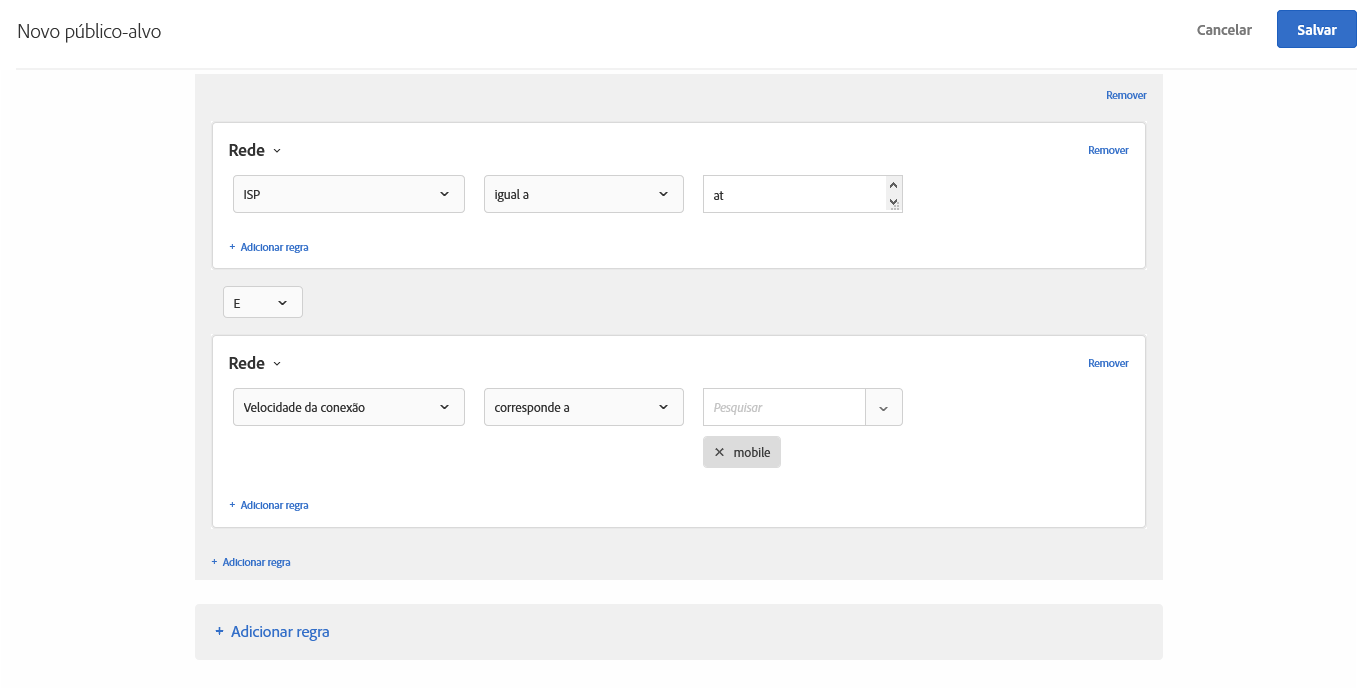 Novo público-alvo
Cancelar
Salvar
Remover
Rede
Remover
ISP
igual a
at
+ Adicionar regra
E
Rede
Remover
Velocidade da conexão
corresponde a
Pesquisar
✕ mobile
+ Adicionar regra
+ Adicionar regra
+ Adicionar regra